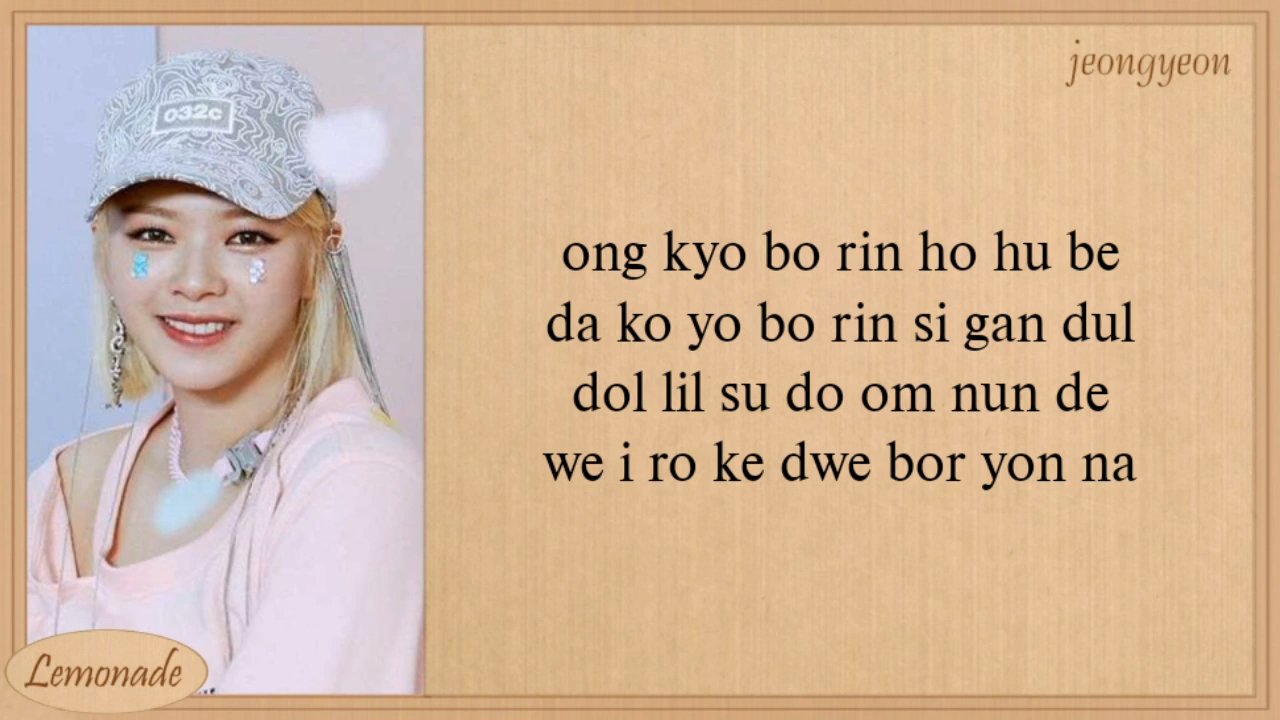 jeongyeon
032c
ong kyo bo rin ho hu be
da ko yo bo rin si gan dul
dol lil su do om nun de
we i ro ke dwe bor yon na
Lemonade